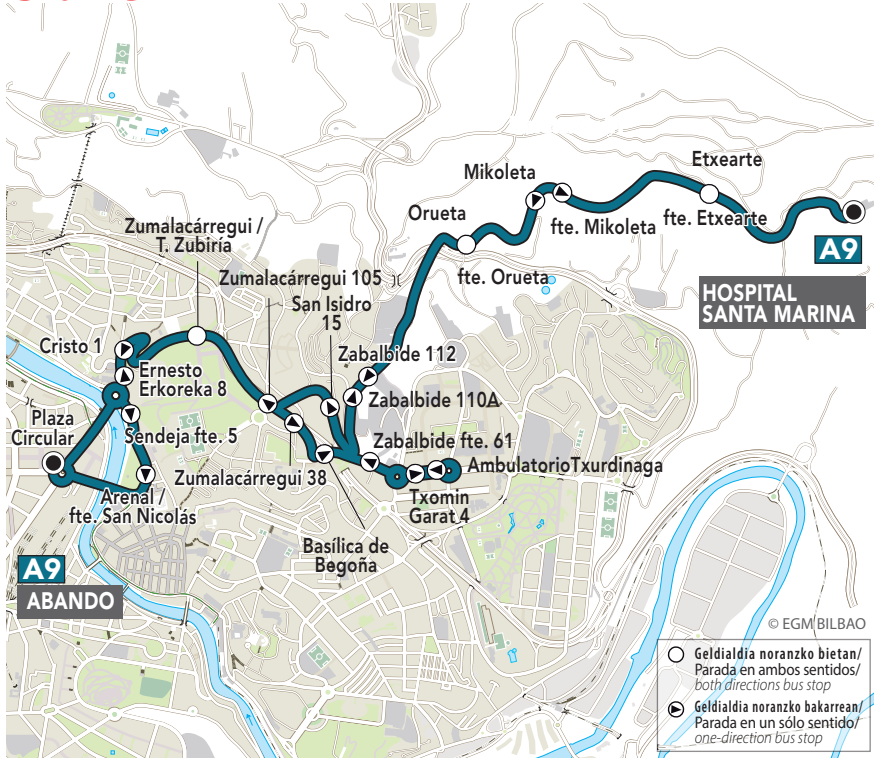 Etxearte
Mikoleta
Orueta
fte. Mikoleta
fte. Etxearte
Zumalacárregui /
T. Zubiría
A9
fte. Orueta
Zumalacárregui 105
HOSPITAL
SANTA MARINA
San Isidro
15
Cristo 1
Zabalbide 112
Ernesto
Erkoreka 8
Zabalbide 110A
Plaza
Circular
Sendeja fte. 5
Zabalbide fte. 61
Zumalacárregui 38
AmbulatorioTxurdinaga
Arenal /
fte. San Nicolás
Txomin
Garat 4
Basílica de
Begoña
A9
ABANDO
© EGM BILBAO
Geldialdia noranzko bietan/
Parada en ambos sentidos/
both directions bus stop
Geldialdia noranzko bakarrean/
Parada en un sólo sentido/
one-direction bus stop